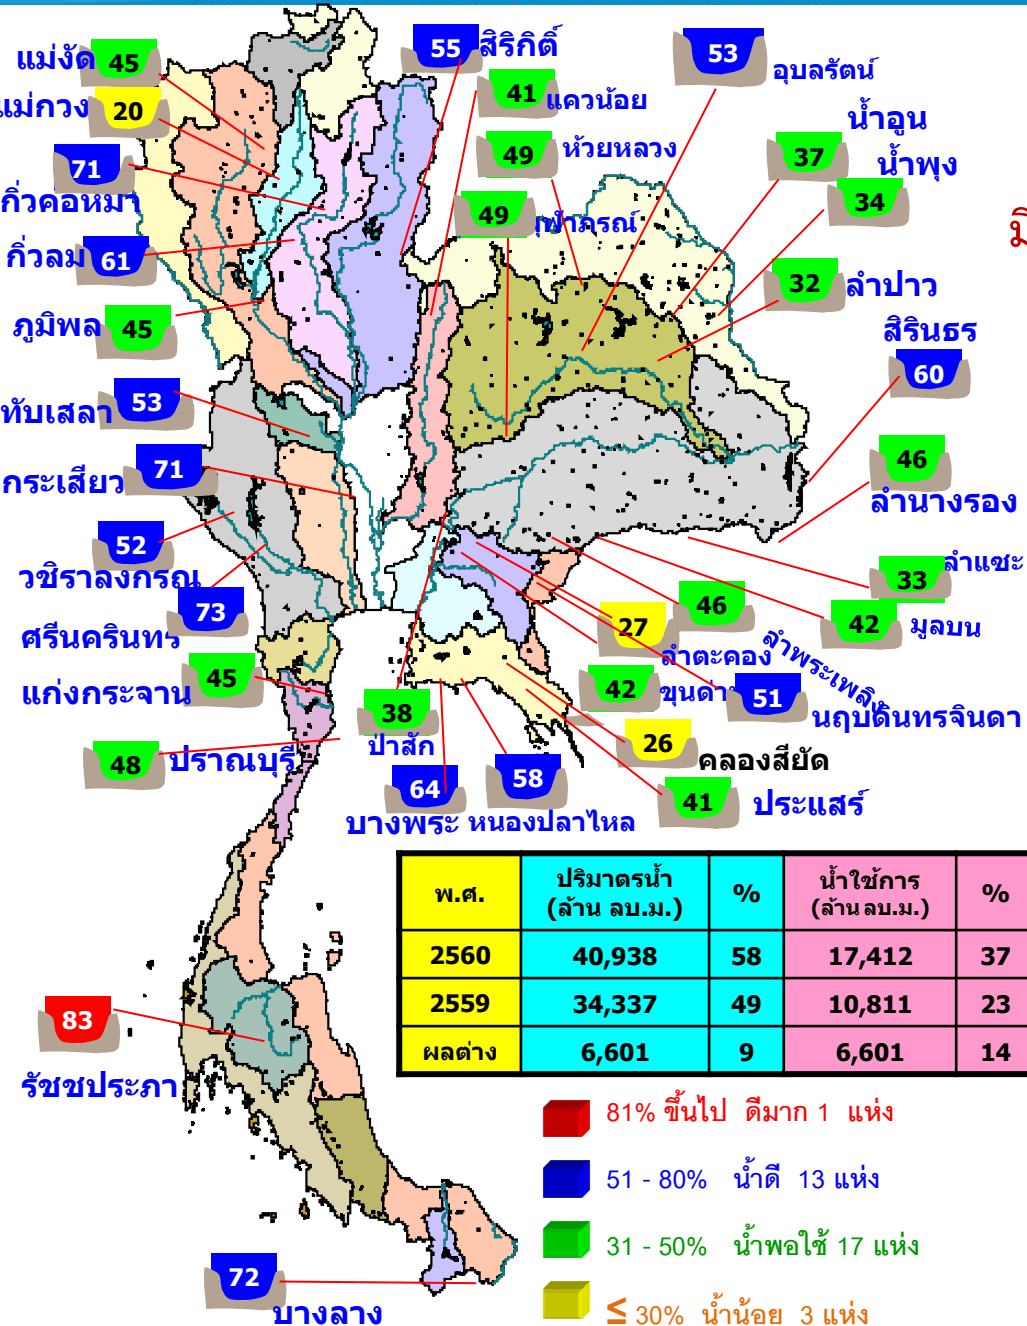 55 สิริกิติ์
53
แม่งัด 45
อุบลรัตน์
41 แควน้อย
แม่กวง 20
น้ำอูน
49 ห้วยหลวง
37
น้ำพุง
71
34
กิ่วคอหมา
49 จุฬาภรณ์
กิ่วลม 61
32 ลำปาว
ภูมิพล 45
สิรินธร
60
ทับเสลา 53
46
กระเสียว 71
ลำนางรอง
52
วชิราลงกรณ
33 ลำแชะ
73
46
ศรีนครินทร์
27
42 มูลบน
ลำตะคอง
ลำพระเพลิง
แก่งกระจาน 45
42
51
นฤบดินทรจินดา
38
ป่าสัก
26
คลองสียัด
48 ปราณบุรี
64
58
41 ประแสร์
บางพระ หนองปลาไหล
พ.ศ. ปริมาตรน้ำ (ล้าน ลบ.ม.) % น้ำใช้การ (ล้าน ลบ.ม.) %
2560 40,938 58 17,412 37
2559 34,337 49 10,811 23
ผลต่าง 6,601 9 6,601 14
83
รัชชประภา
81% ขึ้นไป ดีมาก 1 แห่ง
51 - 80% น้ำดี 13 แห่ง
31 - 50% น้ำพอใช้ 17 แห่ง
≤ 30% น้ำน้อย 3 แห่ง
72
บางลาง